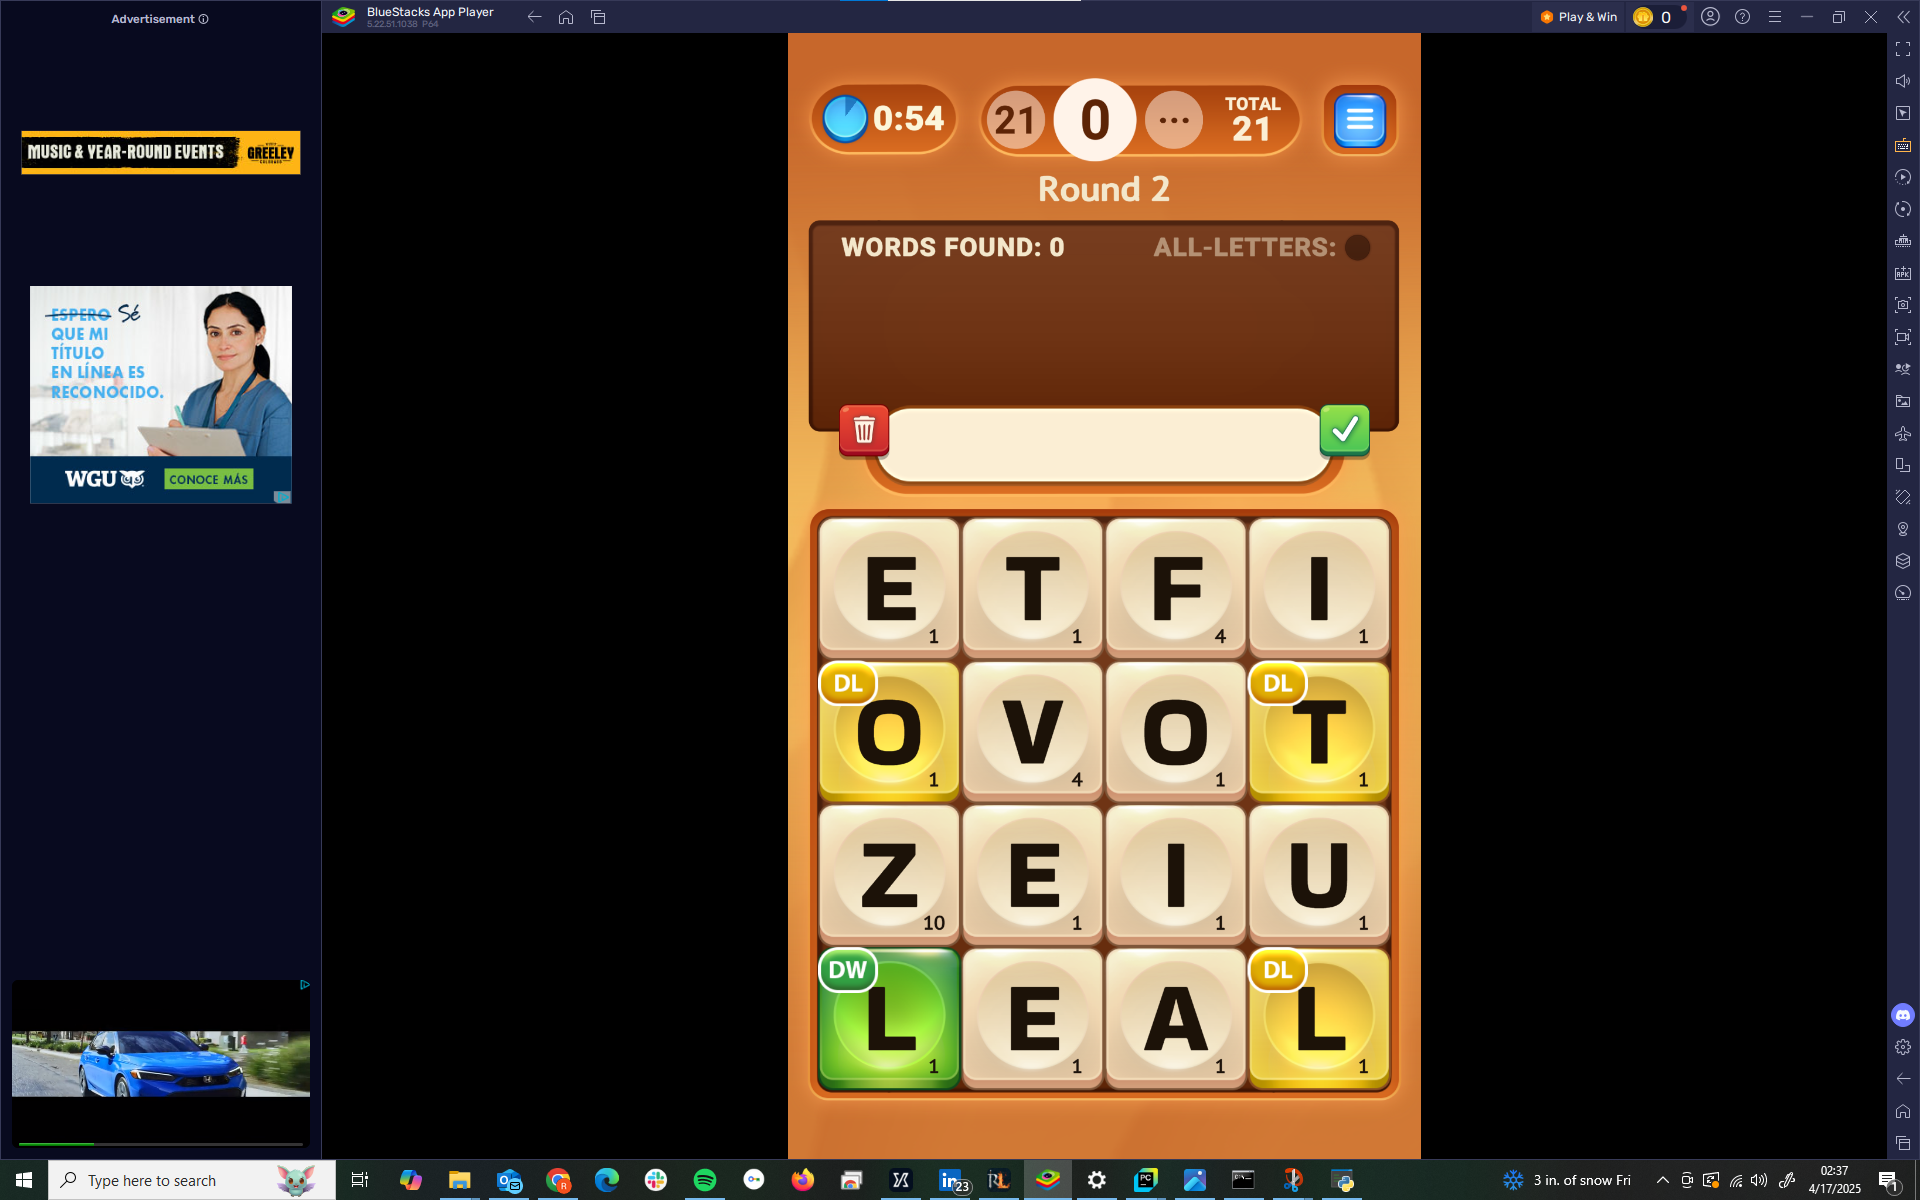 Advertisement
BlueStacks App Player
5.22.51.1038 P64
Play & Win
0
MUSIC & YEAR-ROUND EVENTS
GREELEY
ESPERO Sé
QUE MI
TÍTULO
EN LÍNEA ES
RECONOCIDO.
WGU
CONOCE MÁS
0:54
21
0
...
TOTAL
21
Round 2
WORDS FOUND: 0
ALL-LETTERS:
E 1
T 1
F 4
I 1
DL O 1
V 4
O 1
DL T 1
Z 10
E 1
I 1
U 1
DW L 1
E 1
A 1
DL L 1
Type here to search
23
3 in. of snow Fri
02:37
4/17/2025
1